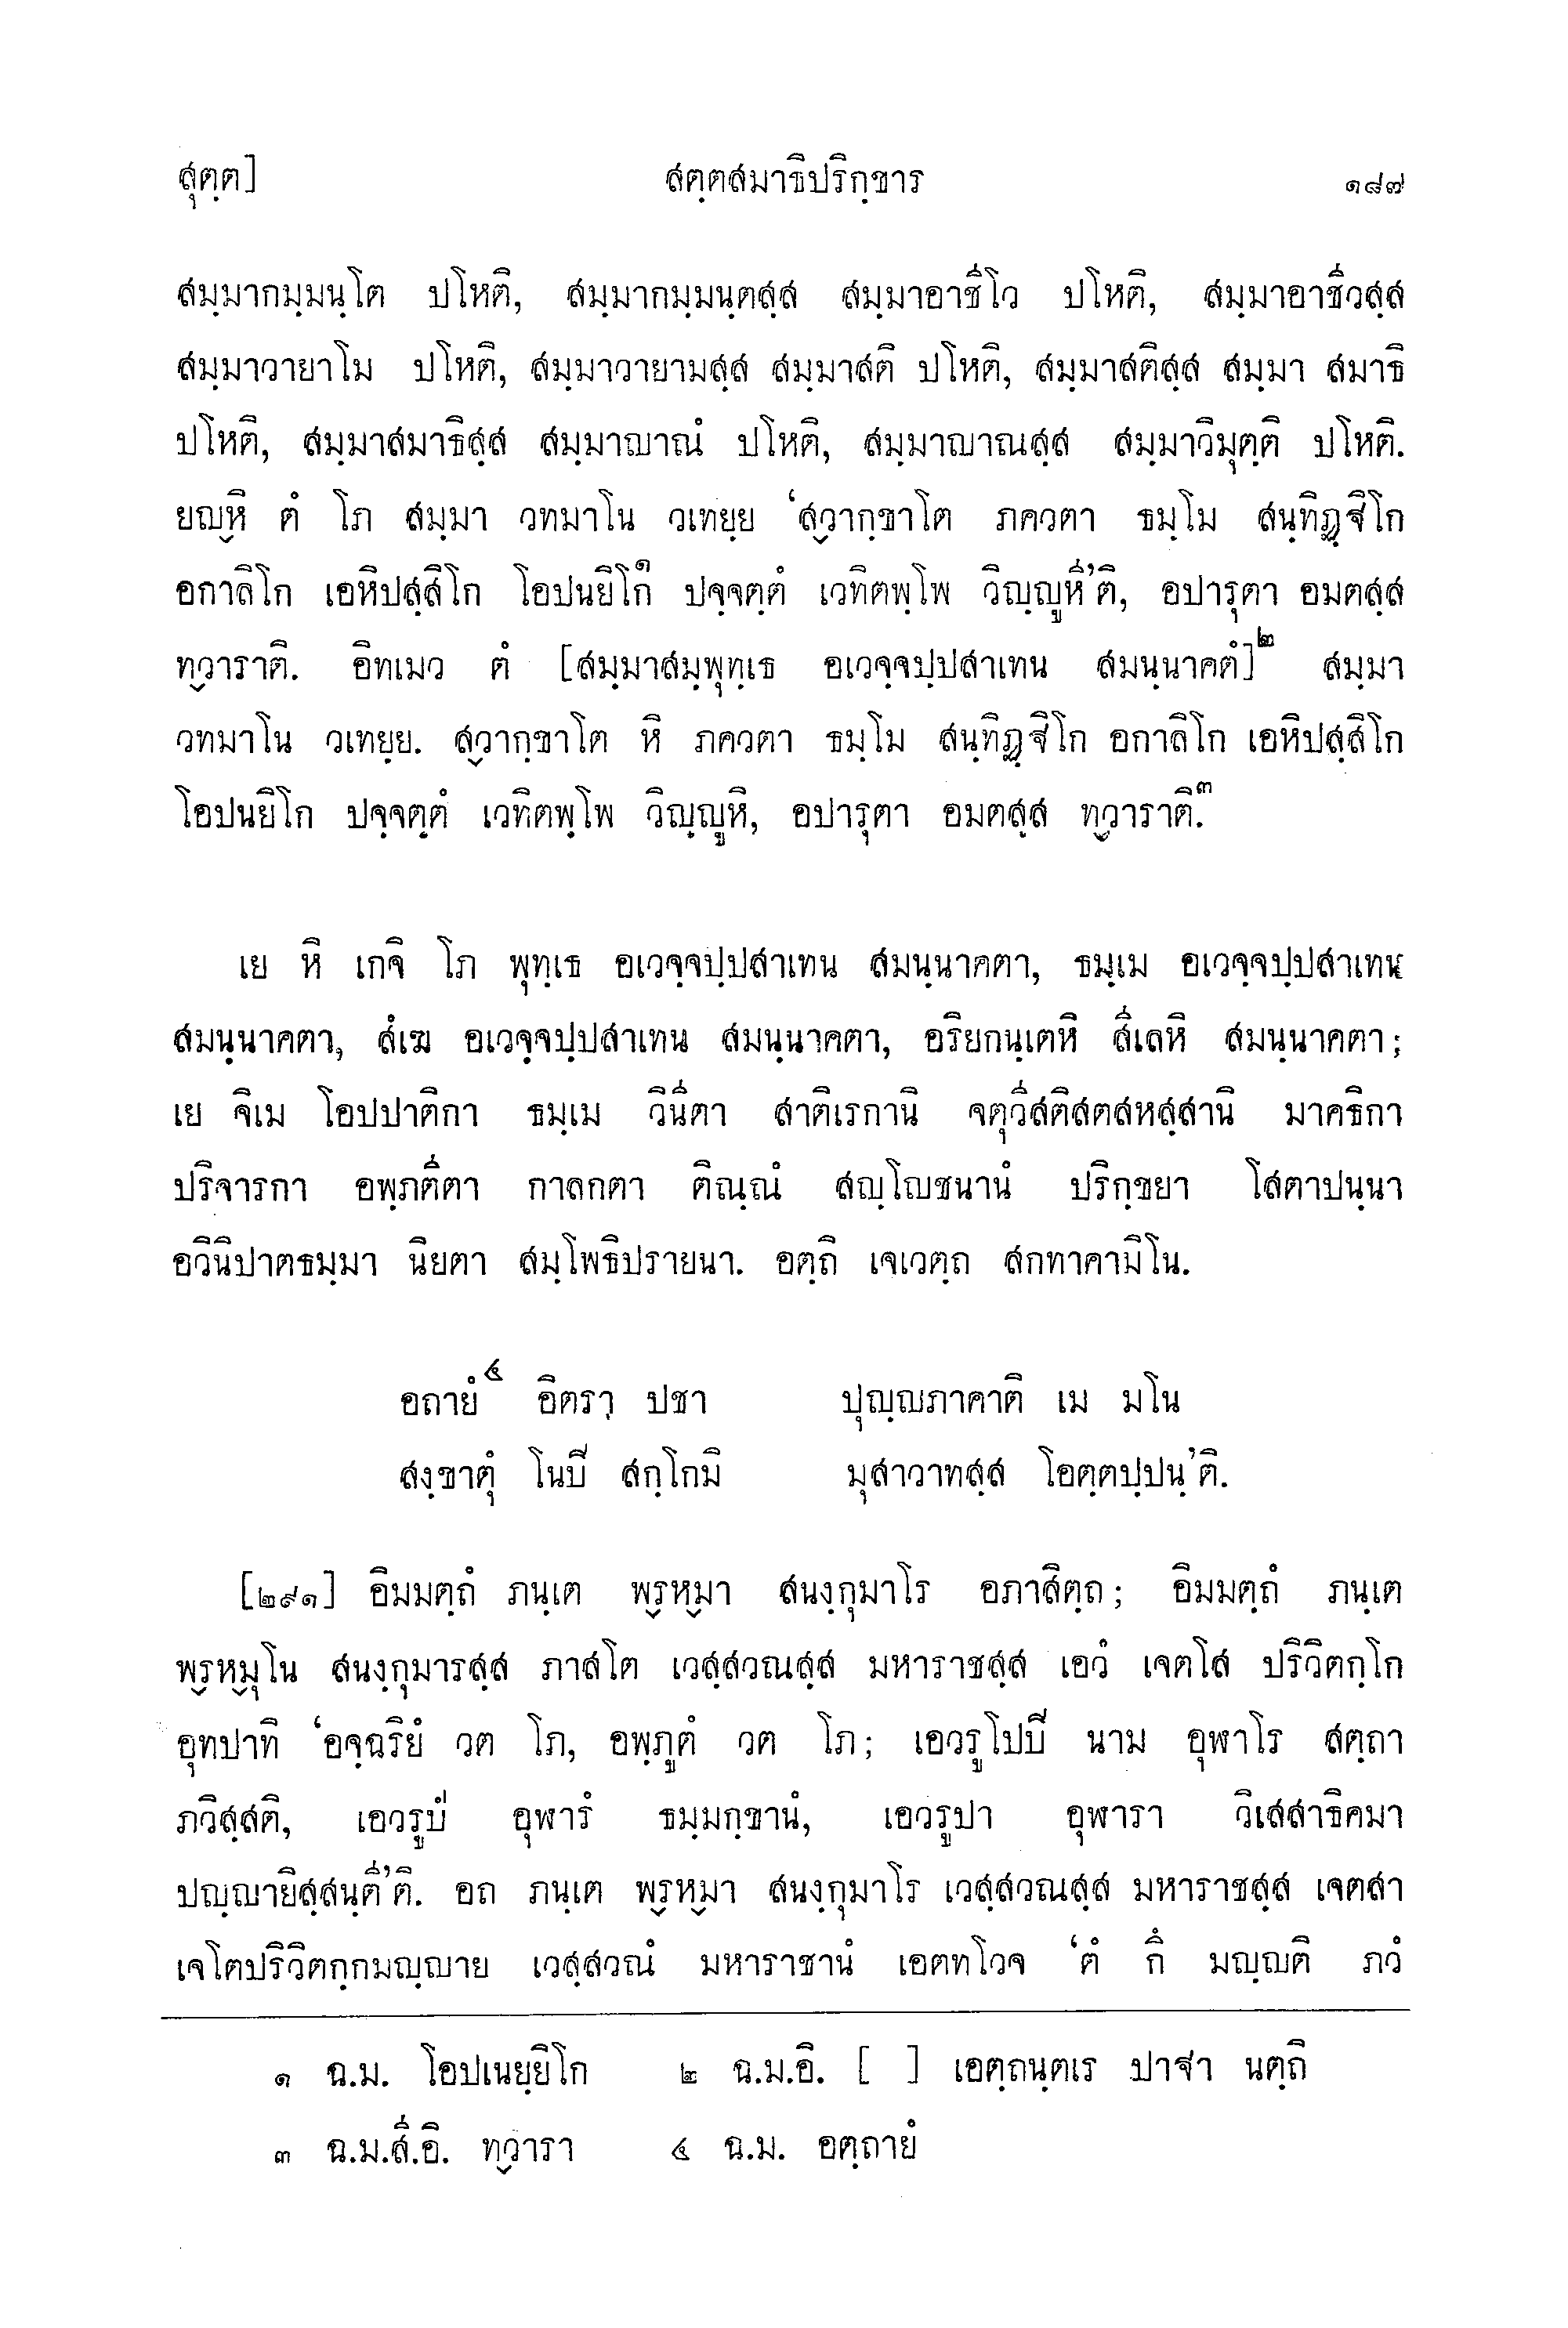 สุตฺต] สตฺตสมาธิปริกฺขาร ๑๘๗
สมฺมากมฺมนฺโต ปโหติ, สมฺมากมฺมนฺตสฺส สมฺมาอาชีโว ปโหติ, สมฺมาอาชีวสฺส
สมฺมาวายาโม ปโหติ, สมฺมาวายามสฺส สมฺมาสติ ปโหติ, สมฺมาสติสฺส สมฺมา สมาธิ
ปโหติ, สมฺมาสมาธิสฺส สมฺมาญาณํ ปโหติ, สมฺมาญาณสฺส สมฺมาวิมุตฺติ ปโหติ.
ยญฺหิ ตํ โภ สมฺมา วทมาโน วเทยฺย ‘สฺวากฺขาโต ภควตา ธมฺโม สนฺทิฏฺฐิโก
อกาลิโก เอหิปสฺสิโก โอปนยิโก๑ ปจฺจตฺตํ เวทิตพฺโพ วิญฺญูหี’ติ, อปารุตา อมตสฺส
ทฺวาราติ. อิทเมว ตํ [สมฺมาสมฺพุทฺเธ อเวจฺจปฺปสาเทน สมนฺนาคตํ]๒ สมฺมา
วทมาโน วเทยฺย. สฺวากฺขาโต หิ ภควตา ธมฺโม สนฺทิฏฺฐิโก อกาลิโก เอหิปสฺสิโก
โอปนยิโก ปจฺจตฺตํ เวทิตพฺโพ วิญฺญูหิ, อปารุตา อมตสฺส ทฺวาราติ.๓
เย หิ เกจิ โภ พุทฺเธ อเวจฺจปฺปสาเทน สมนฺนาคตา, ธมฺเม อเวจฺจปฺปสาเทน
สมนฺนาคตา, สํเฆ อเวจฺจปฺปสาเทน สมนฺนาคตา, อริยกนฺเตหิ สีเลหิ สมนฺนาคตา;
เย จิเม โอปปาติกา ธมฺเม วินีตา สาติเรกานิ จตุวีสติสตสหสฺสานิ มาคธิกา
ปริจารกา อพฺภตีตา กาลกตา ติณฺณํ สญฺโญชนานํ ปริกฺขยา โสตาปนฺนา
อวินิปาตธมฺมา นิยตา สมฺโพธิปรายนา. อตฺถิ เจเวตฺถ สกทาคามิโน.
อถายํ๔ อิตรา ปชา ปุญฺญภาคาติ เม มโน
สงฺขาตุํ โนปิ สกฺโกมิ มุสาวาทสฺส โอตฺตปฺปนฺ’ติ.
[๒๙๑] อิมมตฺถํ ภนฺเต พฺรหฺมา สนงฺกุมาโร อภาสิตฺถ; อิมมตฺถํ ภนฺเต
พฺรหฺมุโน สนงฺกุมารสฺส ภาสโต เวสฺสวณสฺส มหาราชสฺส เอวํ เจตโส ปริวิตกฺโก
อุทปาทิ ‘อจฺฉริยํ วต โภ, อพฺภูตํ วต โภ; เอวรูโปปิ นาม อุฬาโร สตฺถา
ภวิสฺสติ, เอวรูปํ อุฬารํ ธมฺมกฺขานํ, เอวรูปา อุฬารา วิเสสาธิคมา
ปญฺญายิสฺสนฺตี’ติ. อถ ภนฺเต พฺรหฺมา สนงฺกุมาโร เวสฺสวณสฺส มหาราชสฺส เจตสา
เจโตปริวิตกฺกมญฺญาย เวสฺสวณํ มหาราชานํ เอตทโวจ ‘ตํ กึ มญฺญติ ภวํ
๑ ฉ.ม. โอปเนยฺยิโก ๒ ฉ.ม.อิ. [ ] เอตฺถนฺตเร ปาฐา นตฺถิ
๓ ฉ.ม.สี.อิ. ทฺวารา ๔ ฉ.ม. อตฺถายํ